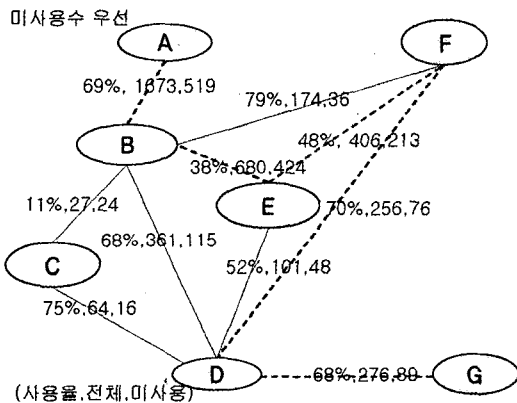 미사용수 우선
A
F
69%, 1673,519
79%,174,36
B
48%, 406,213
38%,680,424
E
11%,27,24
68%,361,115
70%,256,76
C
52%,101,48
75%,64,16
D
68%,276,89
G
(사용율,전체,미사용)